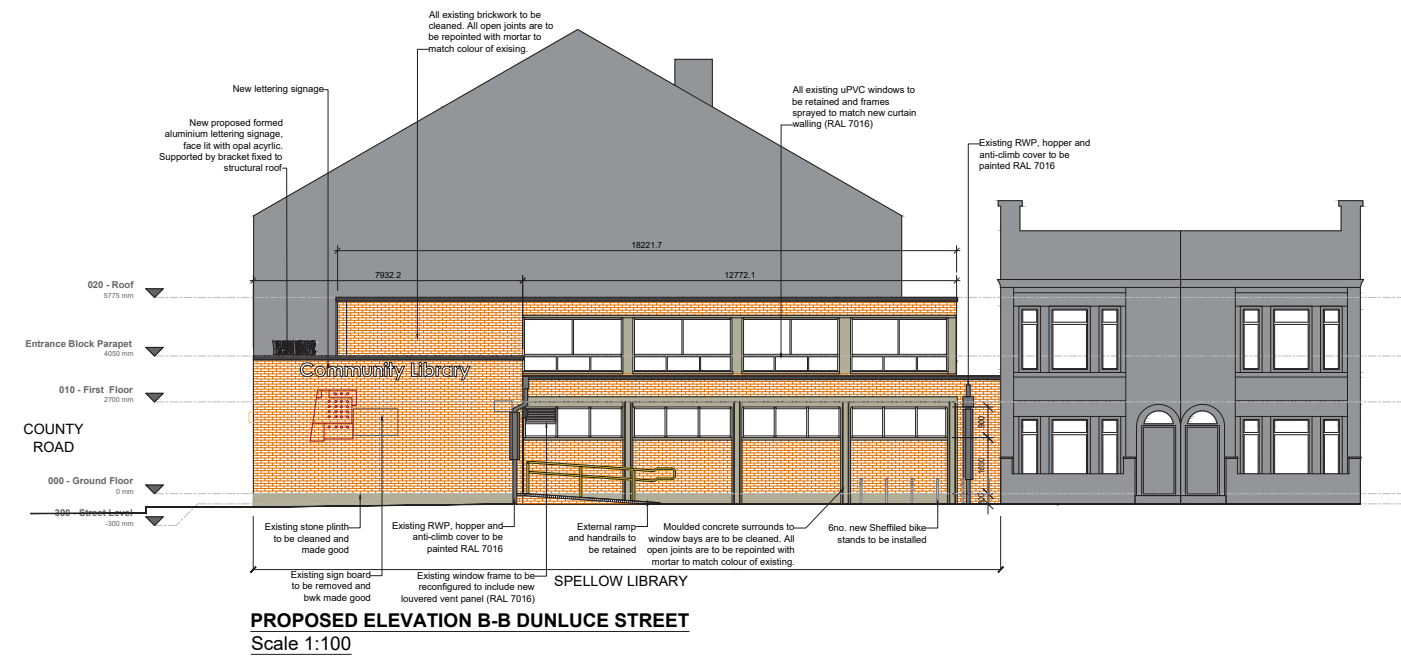 All existing brickwork to be
cleaned. All open joints are to
be repointed with mortar to
match colour of exising.
New lettering signage
New proposed formed
aluminium lettering signage,
face lit with opal acyrlic.
Supported by bracket fixed to
structural roof
All existing uPVC windows to
be retained and frames
sprayed to match new curtain
walling (RAL 7016)
Existing RWP, hopper and
anti-climb cover to be
painted RAL 7016
18221.7
7932.2
12772.1
020 - Roof
5775 mm
Entrance Block Parapet
4050 mm
010 - First Floor
2700 mm
COUNTY
ROAD
000 - Ground Floor
0 mm
300 - Street Level
-300 mm
Community Library
900
1650
300
Existing stone plinth
to be cleaned and
made good
Existing RWP, hopper and
anti-climb cover to be
painted RAL 7016
External ramp
and handrails to
be retained
Moulded concrete surrounds to
window bays are to be cleaned. All
open joints are to be repointed with
mortar to match colour of existing.
6no. new Sheffiled bike
stands to be installed
Existing sign board
to be removed and
bwk made good
Existing window frame to be
reconfigured to include new
louvered vent panel (RAL 7016)
SPELLOW LIBRARY
PROPOSED ELEVATION B-B DUNLUCE STREET
Scale 1:100